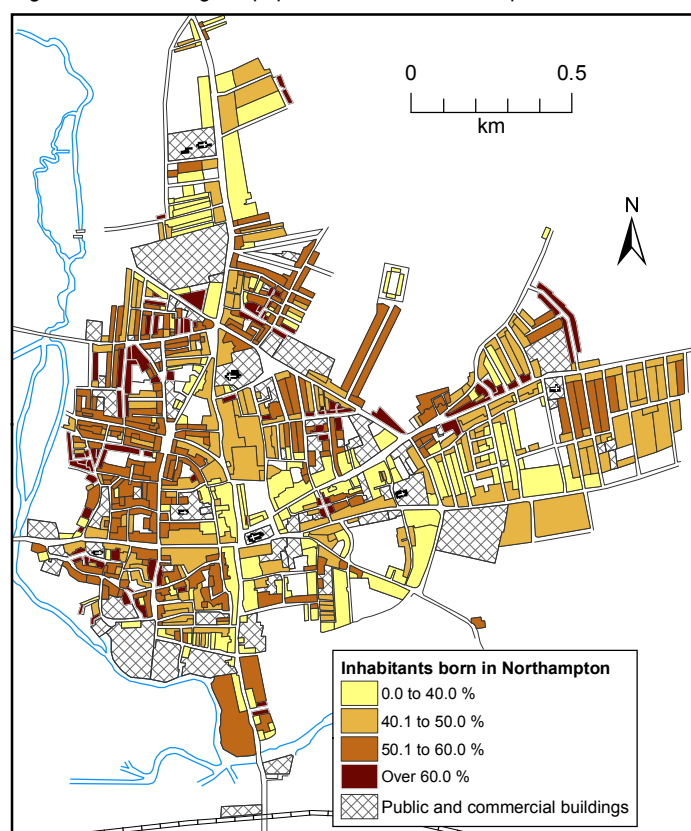 0 0.5
km
N
Inhabitants born in Northampton
0.0 to 40.0 %
40.1 to 50.0 %
50.1 to 60.0 %
Over 60.0 %
Public and commercial buildings